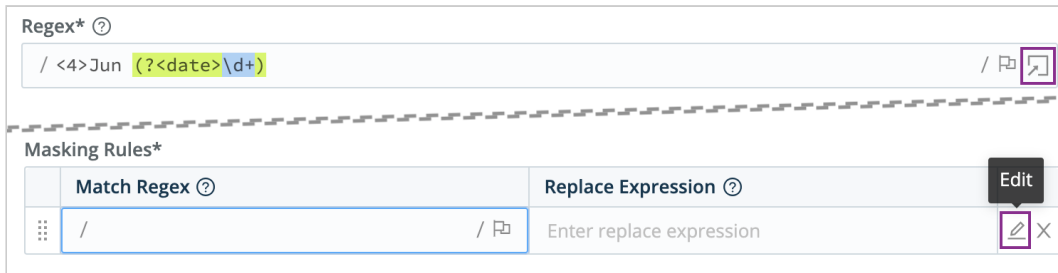 Regex* ?
/ <4>Jun (?<date>\d+) /
Masking Rules*
Match Regex ? Replace Expression ? Edit
/ / Enter replace expression